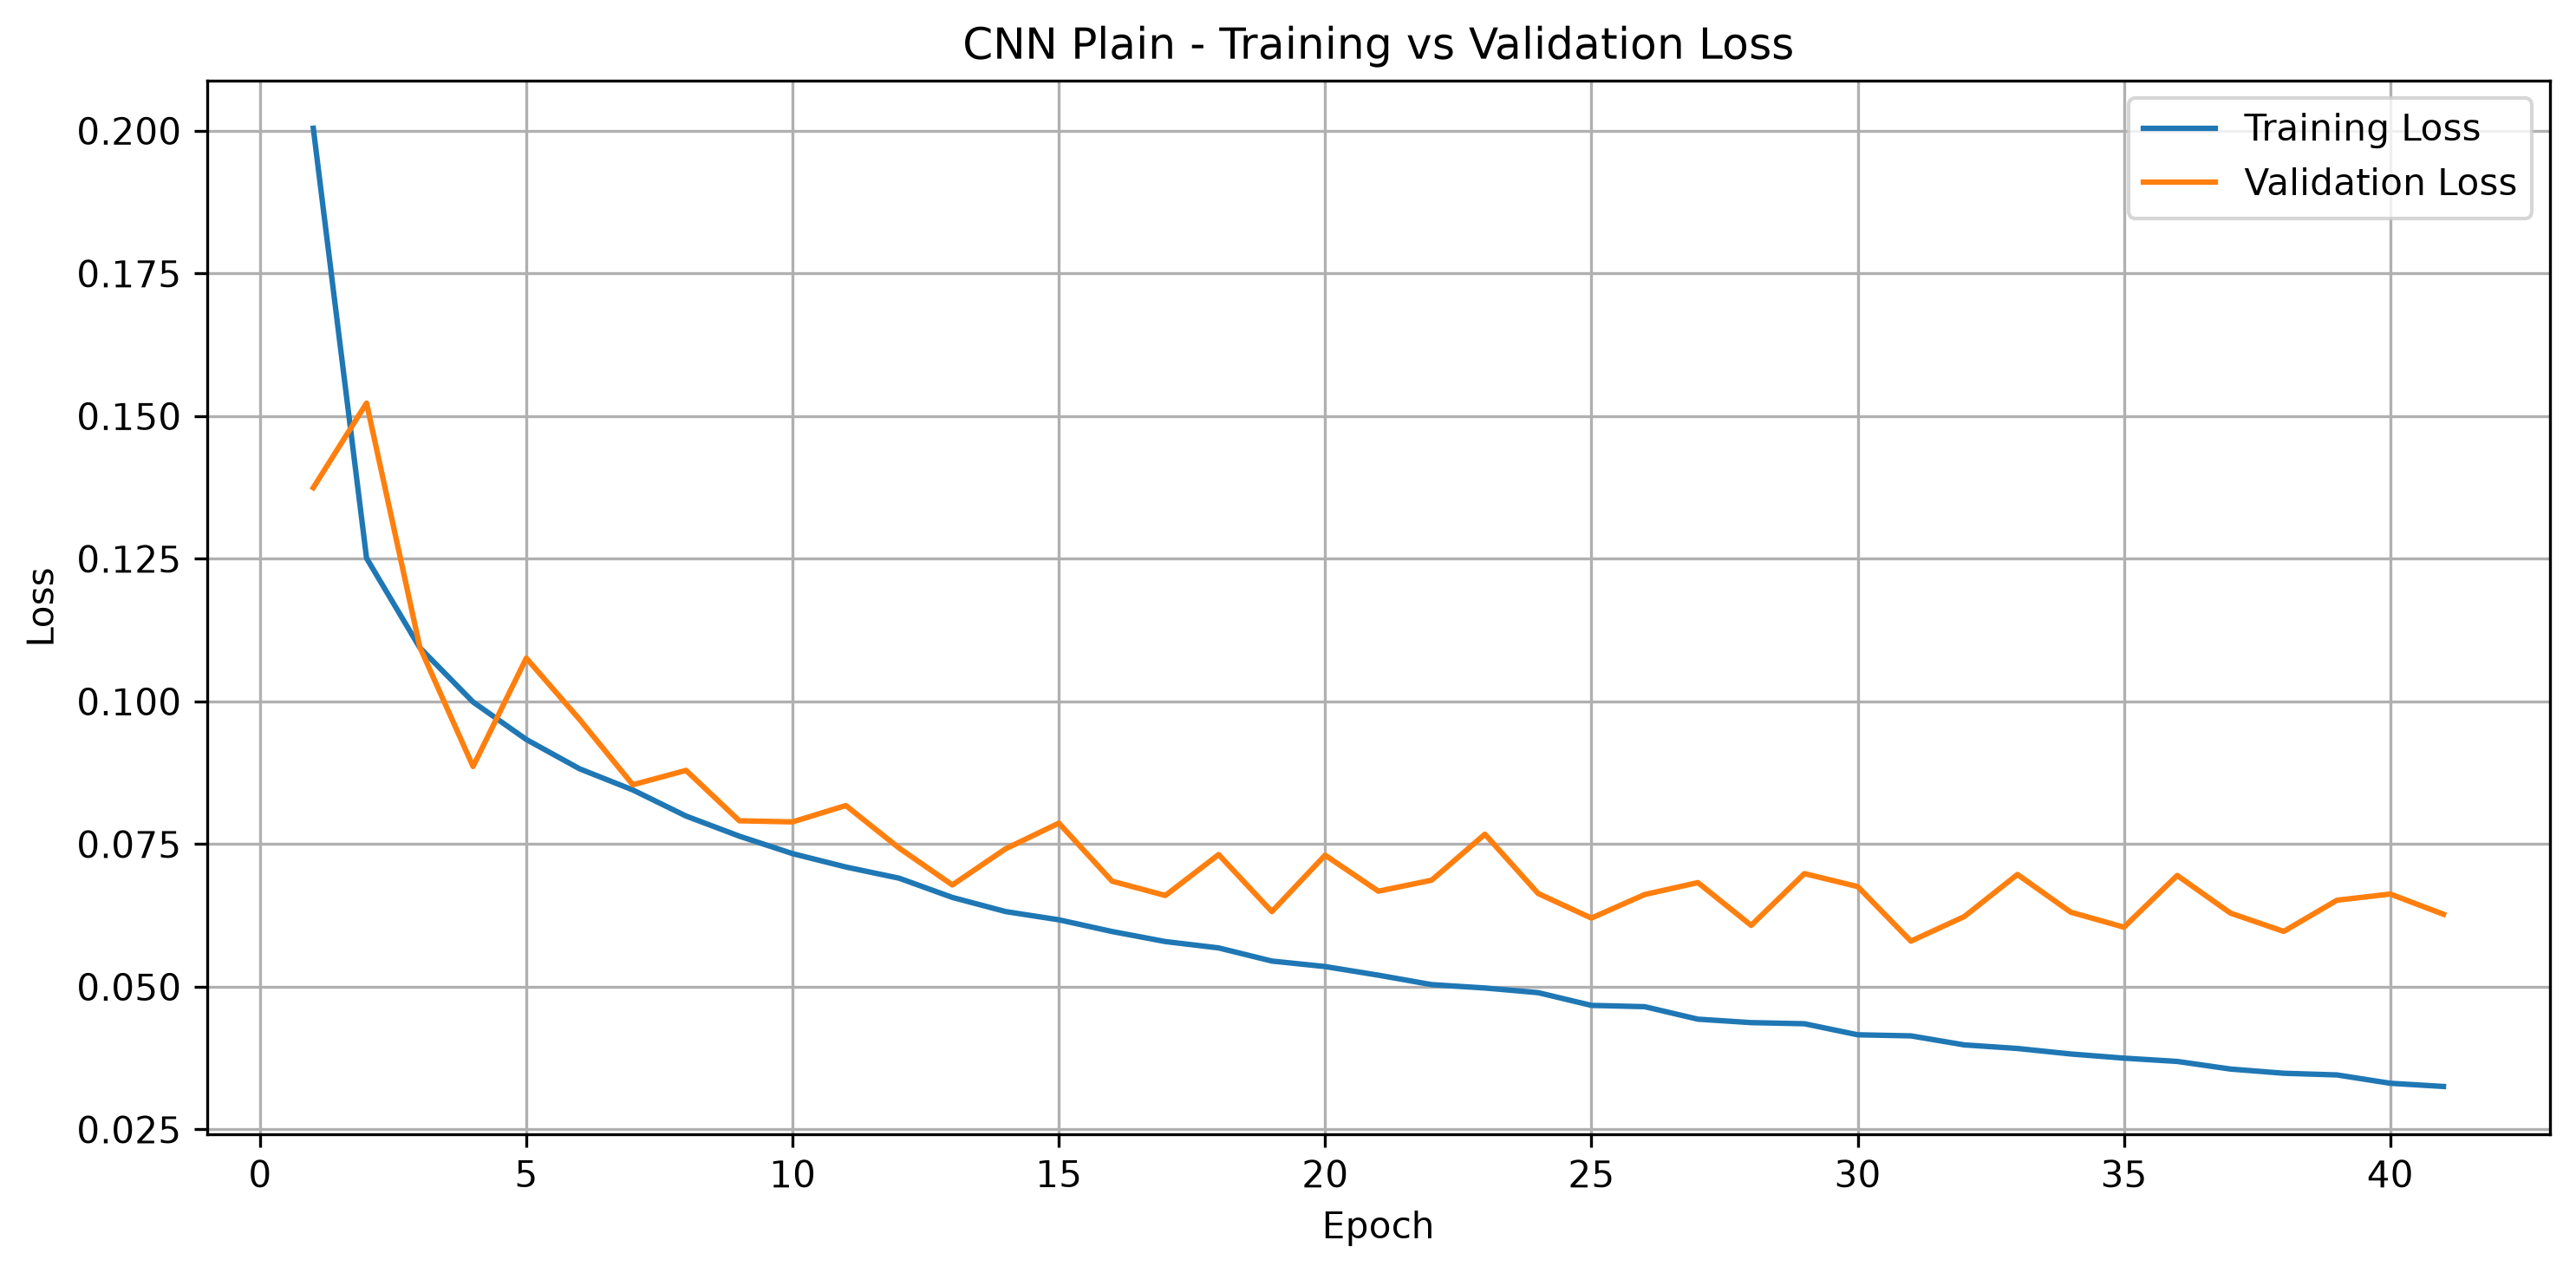 CNN Plain - Training vs Validation Loss
Training Loss
Validation Loss
0.200
0.175
0.150
0.125
0.100
0.075
0.050
0.025
Loss
0 5 10 15 20 25 30 35 40
Epoch